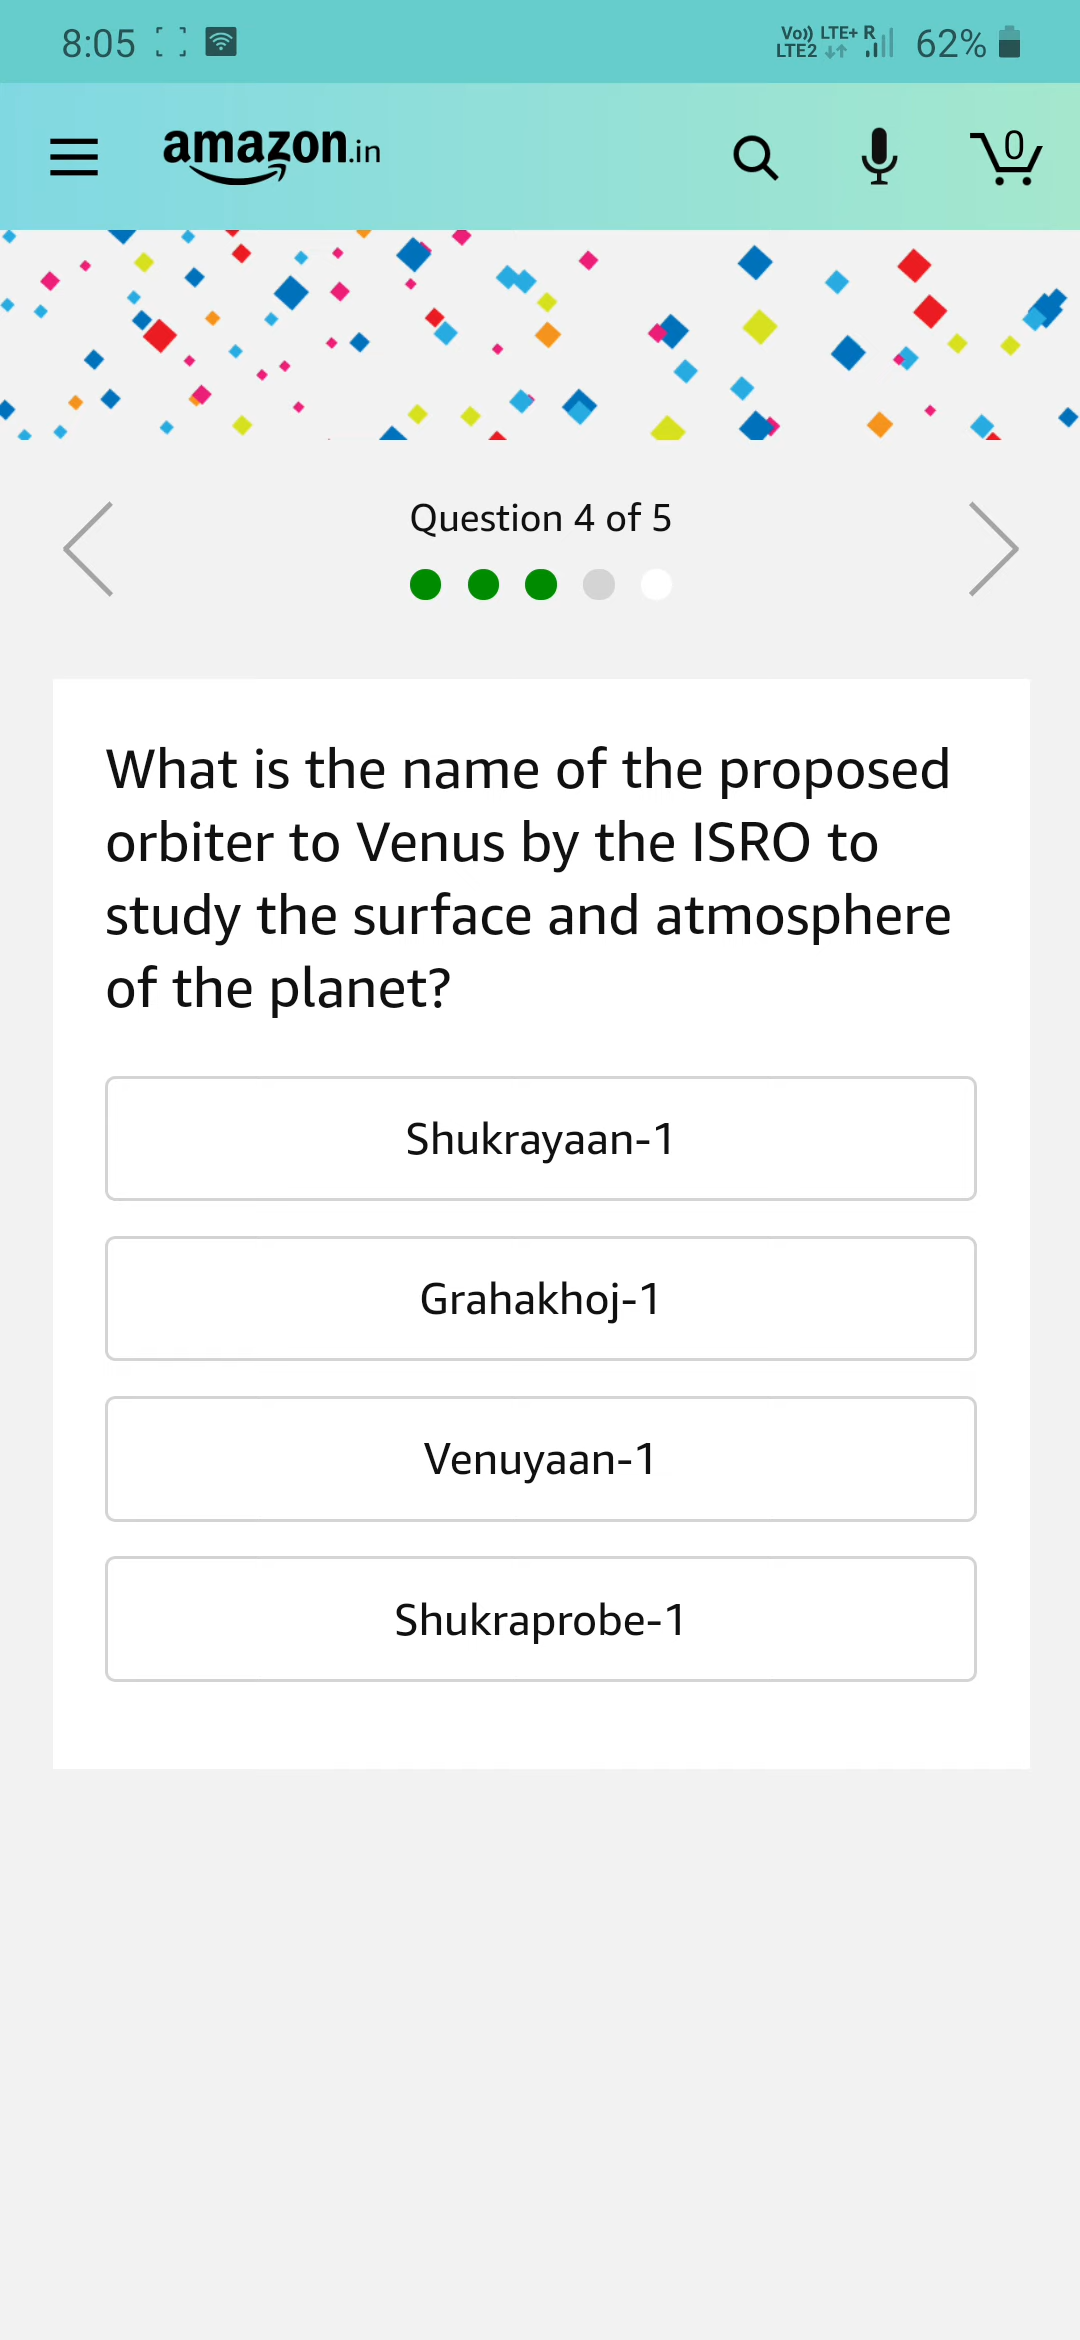 8:05
Vo)) LTE+ R
LTE2
62%
amazon.in
0
Question 4 of 5
What is the name of the proposed
orbiter to Venus by the ISRO to
study the surface and atmosphere
of the planet?
Shukrayaan-1
Grahakhoj-1
Venuyaan-1
Shukraprobe-1